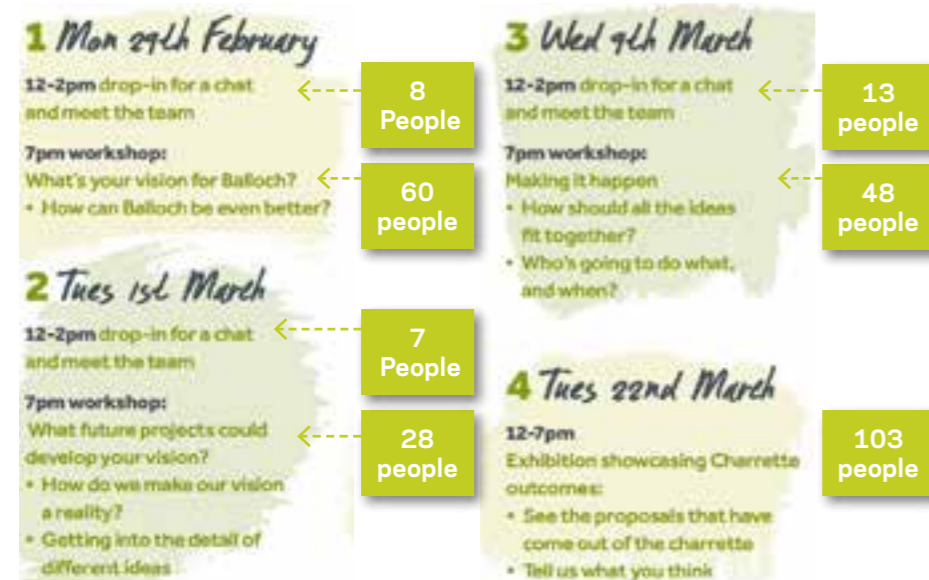 1 Mon 29th February
12-2pm drop-in for a chat
and meet the team
8
People
7pm workshop:
What's your vision for Balloch?
• How can Balloch be even better?
60
people
2 Tues 1st March
12-2pm drop-in for a chat
and meet the team
7
People
7pm workshop:
What future projects could
develop your vision?
• How do we make our vision
a reality?
• Getting into the detail of
different ideas
28
people
3 Wed 9th March
12-2pm drop-in for a chat
and meet the team
13
people
7pm workshop:
Making it happen
• How should all the ideas
fit together?
• Who's going to do what,
and when?
48
people
4 Tues 22nd March
12-7pm
Exhibition showcasing Charrette
outcomes:
• See the proposals that have
come out of the charrette
• Tell us what you think
103
people